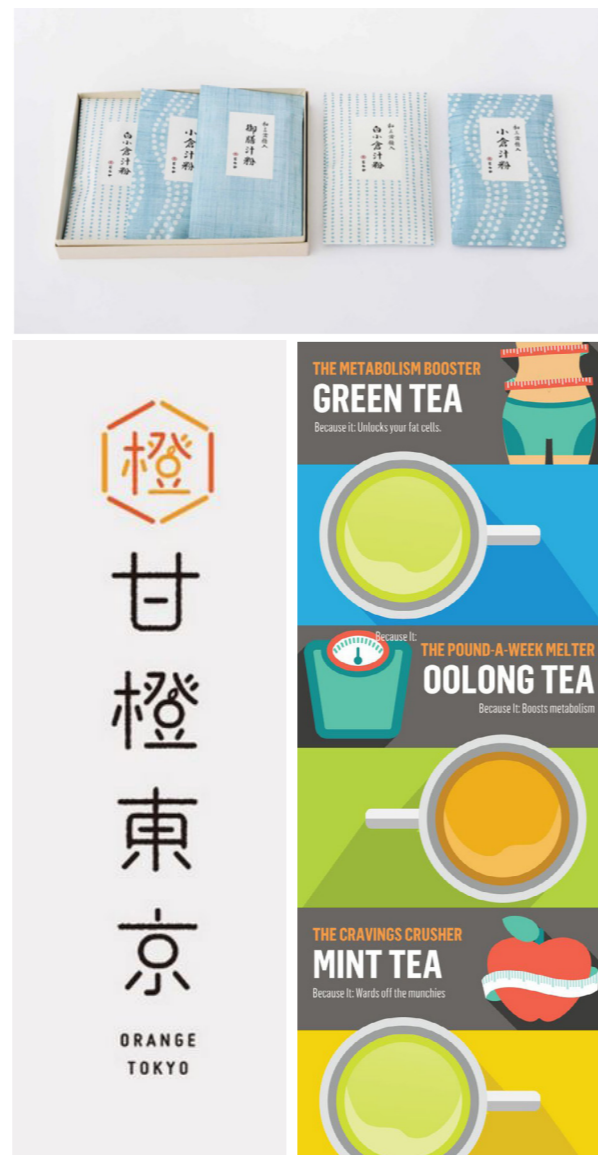 白小倉汁粉
小倉汁粉
御膳汁粉
白小倉汁粉
小倉汁粉
橙
甘橙東京
ORANGE
TOKYO
THE METABOLISM BOOSTER
GREEN TEA
Because it: Unlocks your fat cells.
Because It:
THE POUND-A-WEEK MELTER
OOLONG TEA
Because It: Boosts metabolism
THE CRAVINGS CRUSHER
MINT TEA
Because It: Wards off the munchies